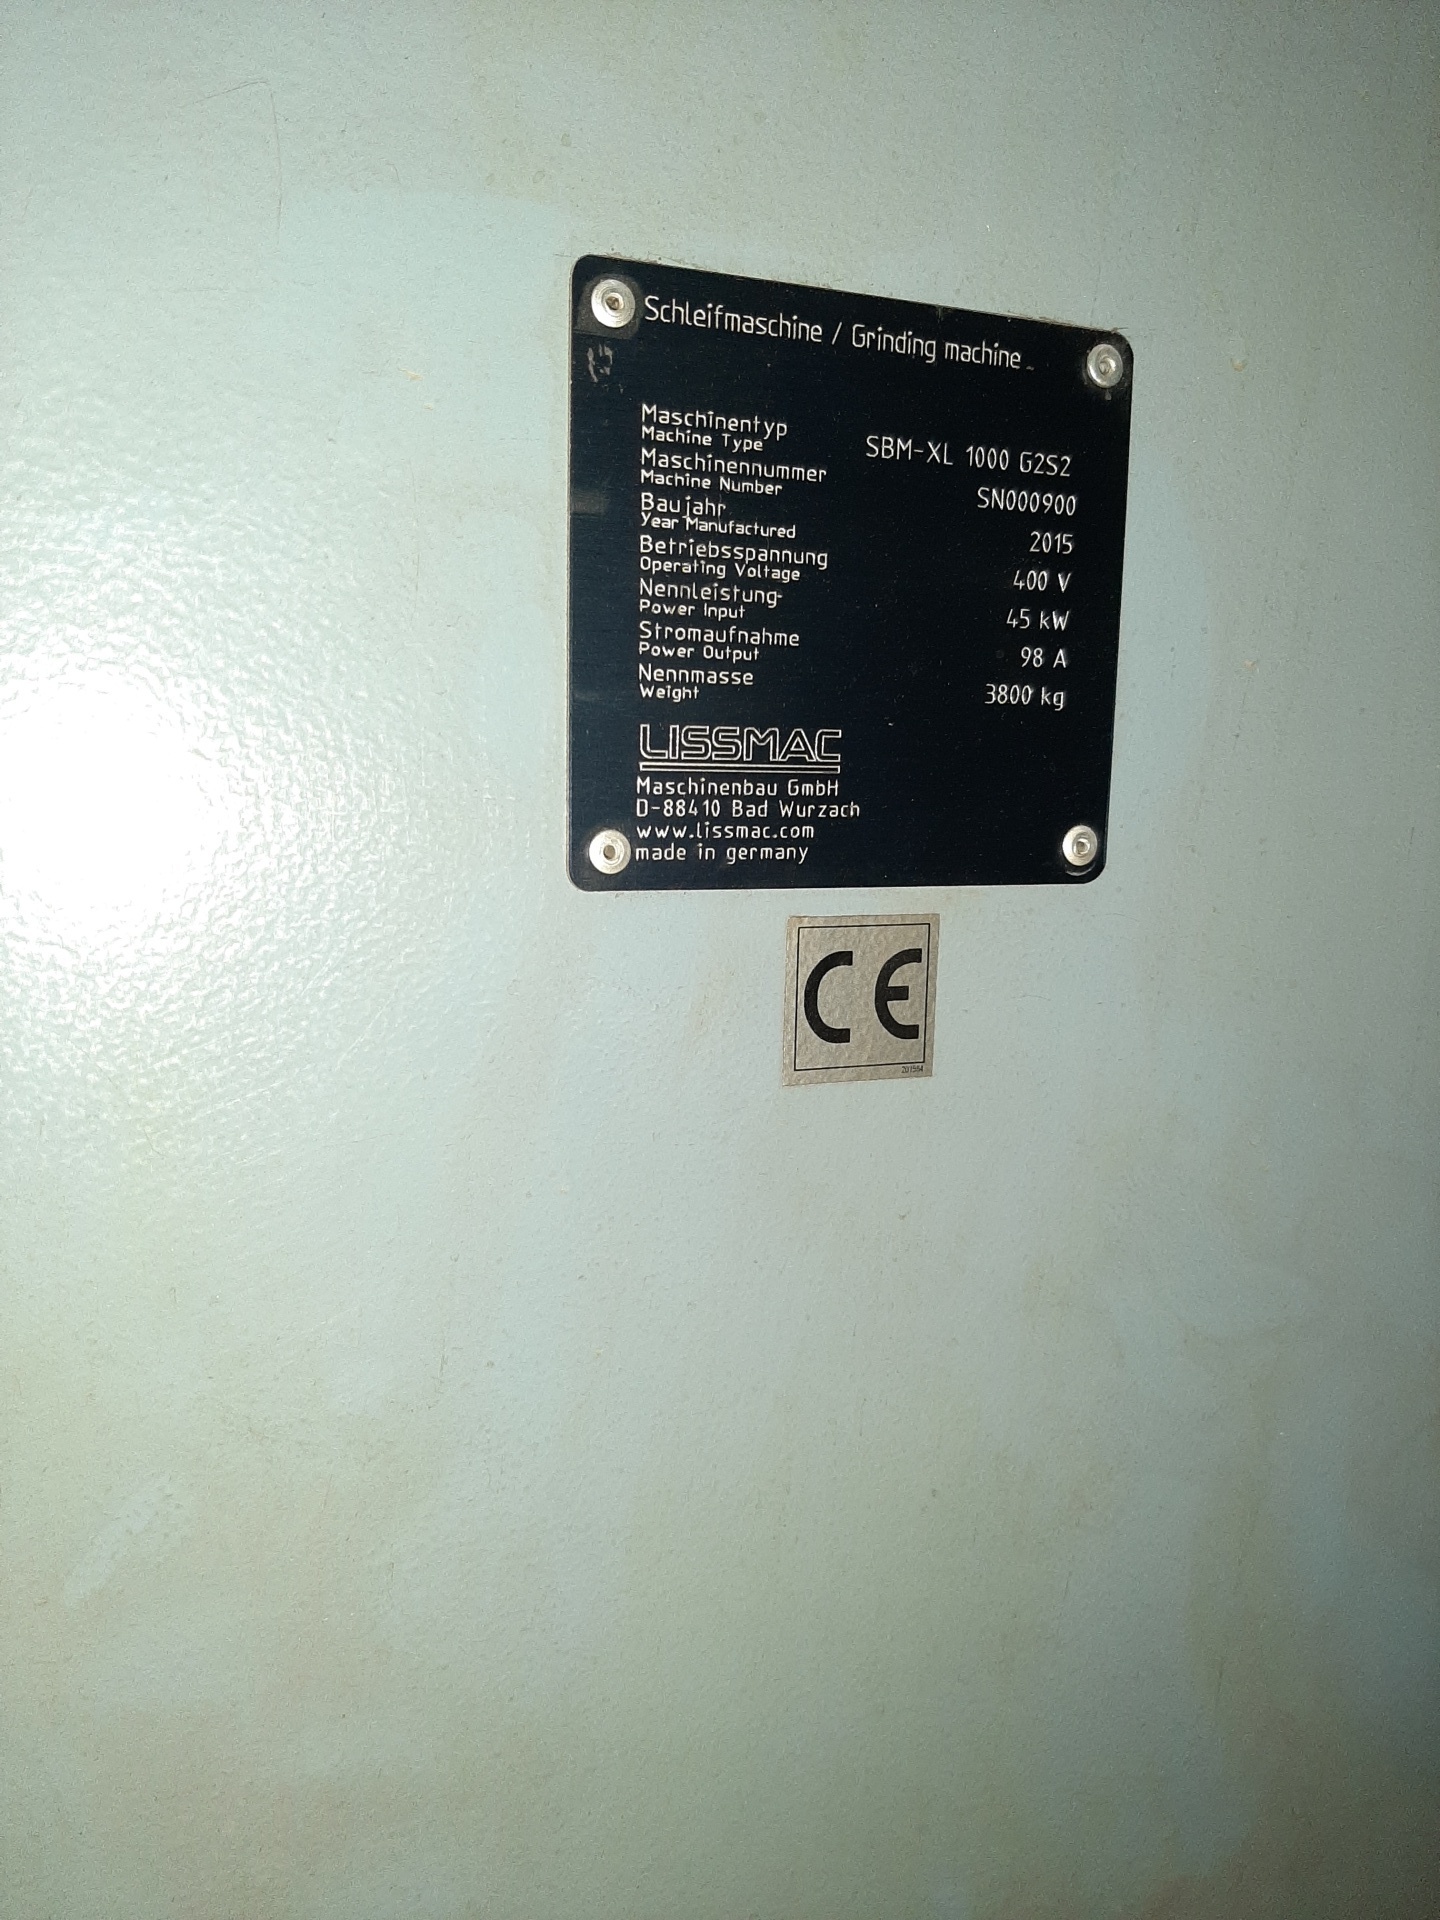 Schleifmaschine / Grinding machine
Maschinentyp
Machine Type SBM-XL 1000 G2S2
Maschinennummer
Machine Number SN000900
Baujahr
Year Manufactured 2015
Betriebsspannung
Operating Voltage 400 V
Nennleistung
Power Input 45 kW
Stromaufnahme
Power Output 98 A
Nennmasse
Weight 3800 kg
LISSMAC
Maschinenbau GmbH
D-88410 Bad Wurzach
www.lissmac.com
made in germany
CE